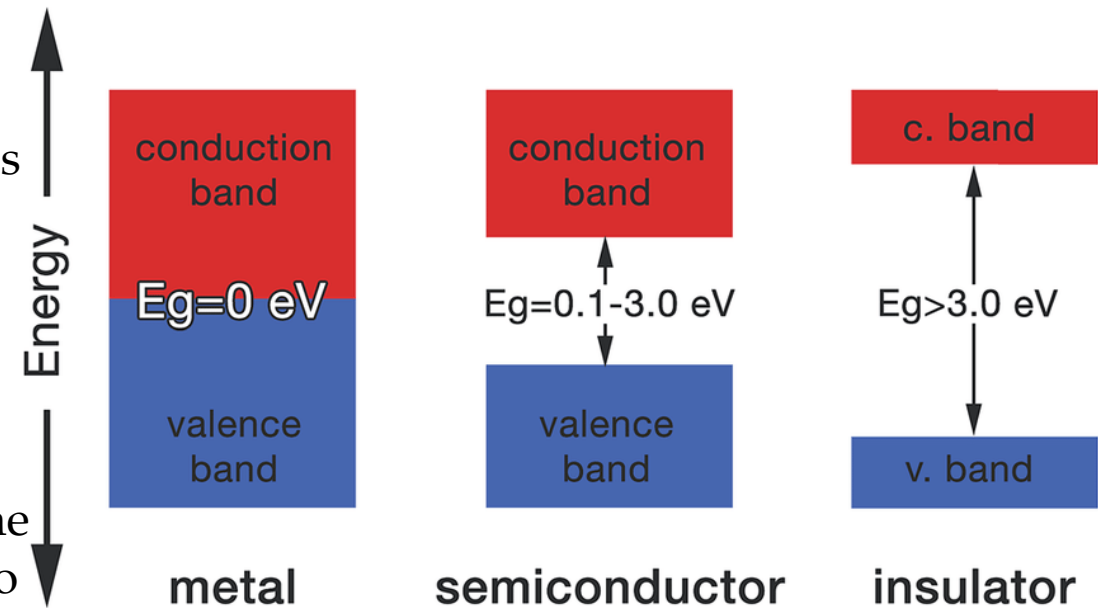 s
Energy
ne
o
conduction
band
Eg=0 eV
valence
band
metal
conduction
band
Eg=0.1-3.0 eV
valence
band
semiconductor
c. band
Eg>3.0 eV
v. band
insulator